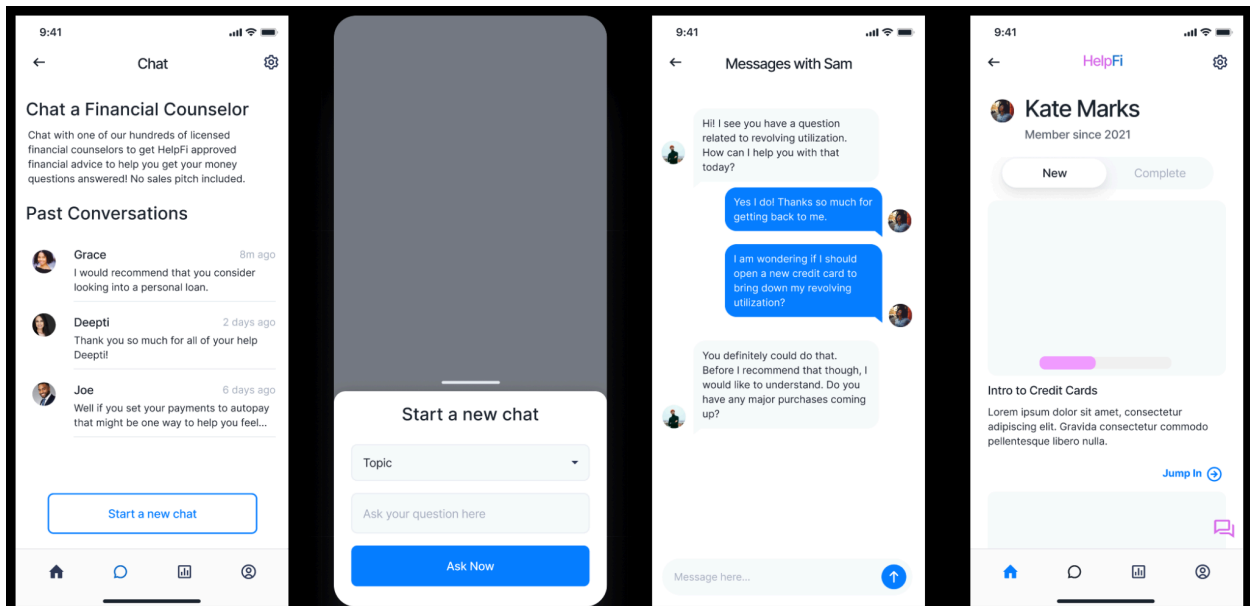 9:41
Chat
Chat a Financial Counselor
Chat with one of our hundreds of licensed
financial counselors to get HelpFi approved
financial advice to help you get your money
questions answered! No sales pitch included.
Past Conversations
Grace
8m ago
I would recommend that you consider
looking into a personal loan.
Deepti
2 days ago
Thank you so much for all of your help
Deepti!
Joe
6 days ago
Well if you set your payments to autopay
that might be one way to help you feel...
Start a new chat
Start a new chat
Topic
Ask your question here
Ask Now
9:41
Messages with Sam
Hi! I see you have a question
related to revolving utilization.
How can I help you with that
today?
Yes I do! Thanks so much for
getting back to me.
I am wondering if I should
open a new credit card to
bring down my revolving
utilization?
You definitely could do that.
Before I recommend that though, I
would like to understand. Do you
have any major purchases coming
up?
Message here...
9:41
HelpFi
Kate Marks
Member since 2021
New
Complete
Intro to Credit Cards
Lorem ipsum dolor sit amet, consectetur
adipiscing elit. Gravida consectetur commodo
pellentesque libero nulla.
Jump In